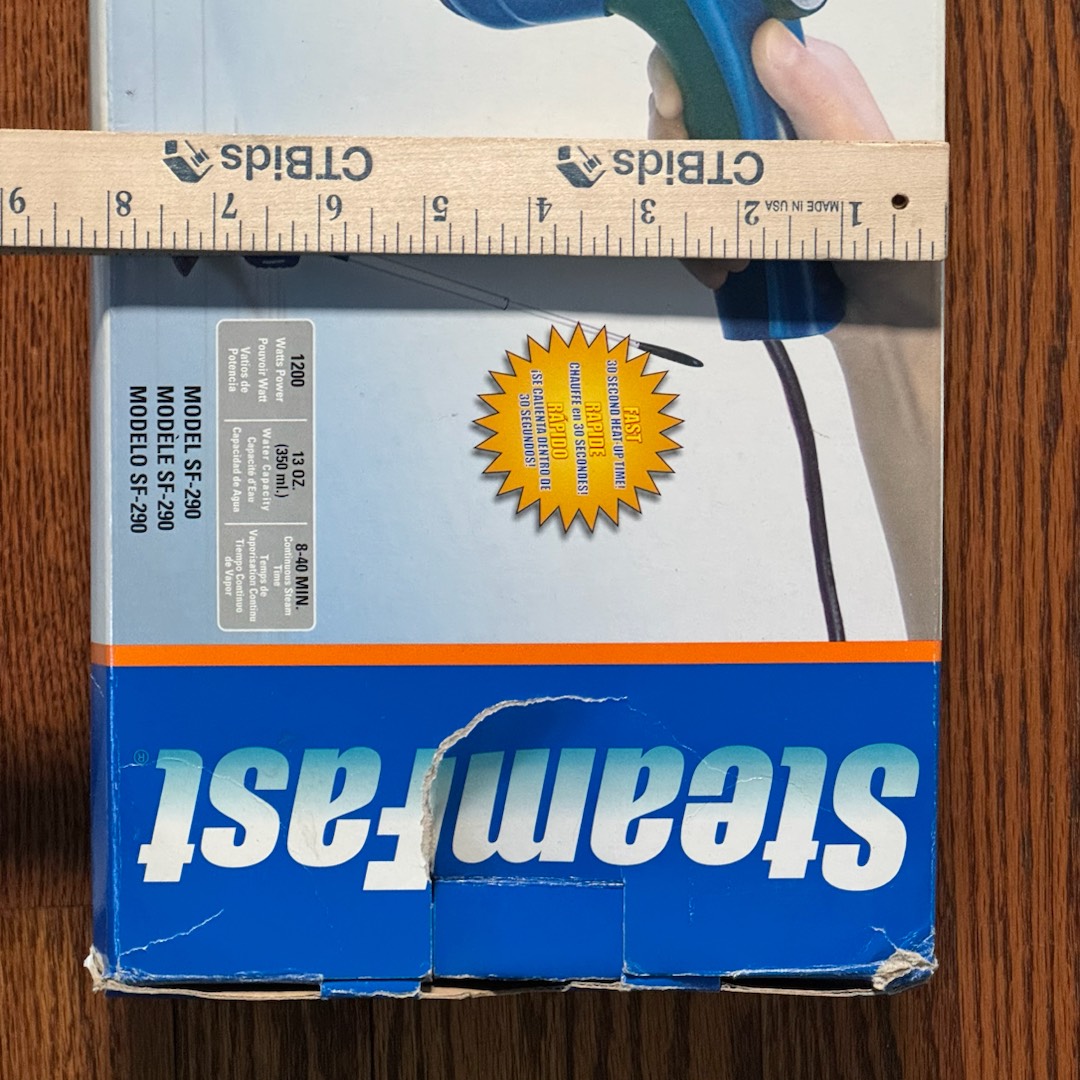 CTBids CTBids
1 MADE IN USA 2 3 4 5 6 7 8 9
FAST
30 SECOND HEAT-UP TIME!
RAPIDE
CHAUFFE en 30 SECONDES!
RÁPIDO
¡SE CALIENTA DENTRO DE
30 SEGUNDOS!
1200
Watts Power
Pouvoir Watt
Vatios de
Potencia
13 OZ.
(350 ml.)
Water Capacity
Capacité d'Eau
Capacidad de Agua
8-40 MIN.
Continuous Steam
Time
Temps de
Vaporisation Continu
Tiempo Continuo
de Vapor
MODEL SF-290
MODÈLE SF-290
MODELO SF-290
SteamFast®